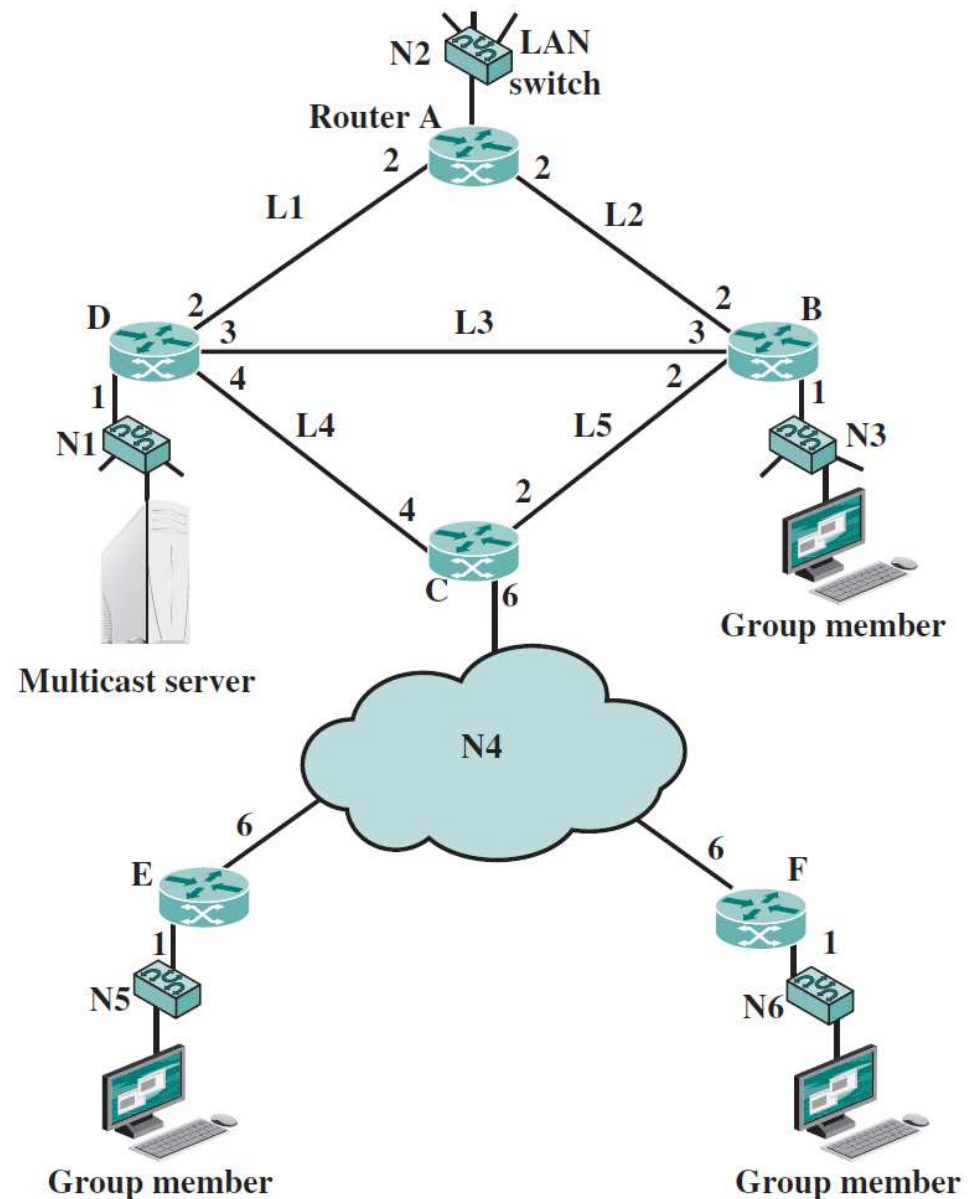 N2
LAN
switch
Router A
2
2
L1
L2
2
2
D
B
3
L3
3
4
2
1
1
N1
L4
L5
N3
4
2
C
6
Group member
Multicast server
N4
6
6
E
F
1
1
N5
N6
Group member
Group member